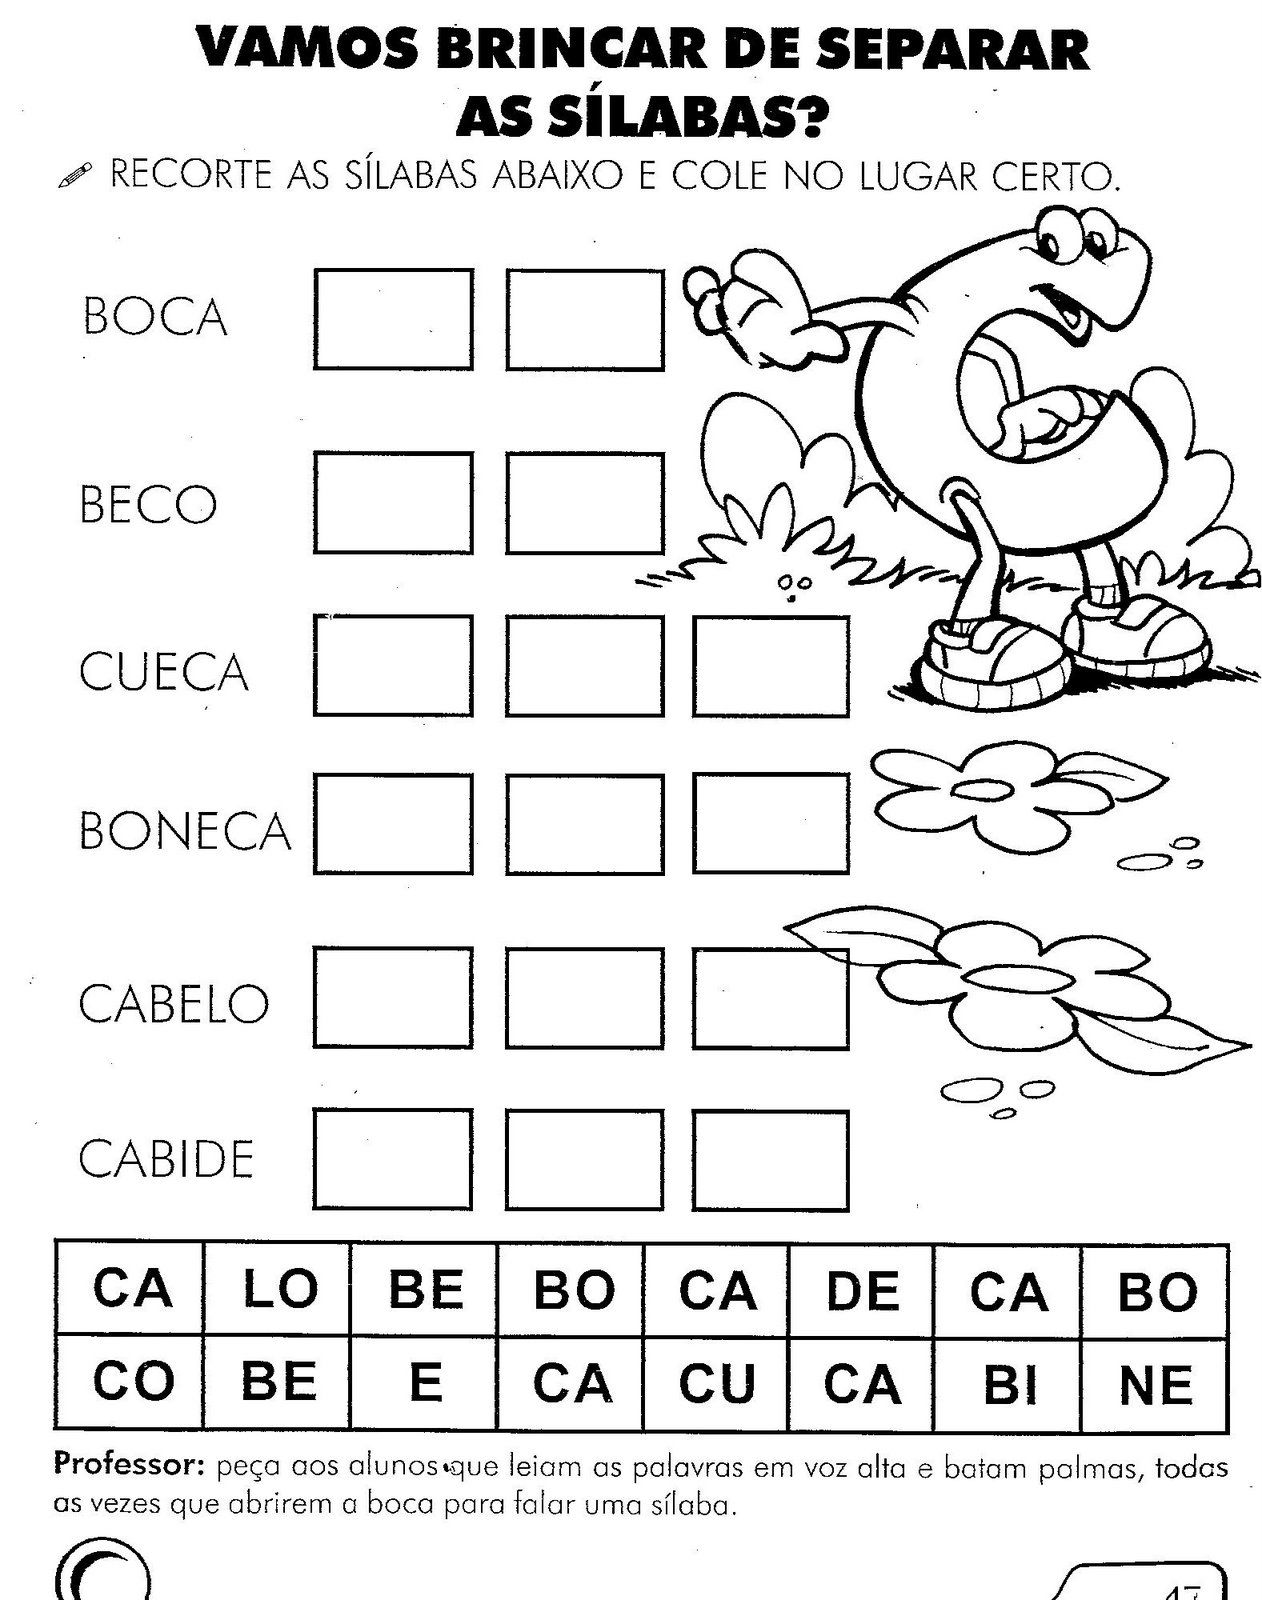 VAMOS BRINCAR DE SEPARAR
AS SÍLABAS?
RECORTE AS SÍLABAS ABAIXO E COLE NO LUGAR CERTO.
BOCA
BECO
CUECA
BONECA
CABELO
CABIDE
CA LO BE BO CA DE CA BO
CO BE E CA CU CA BI NE
Professor: peça aos alunos que leiam as palavras em voz alta e batam palmas, todas
as vezes que abrirem a boca para falar uma sílaba.